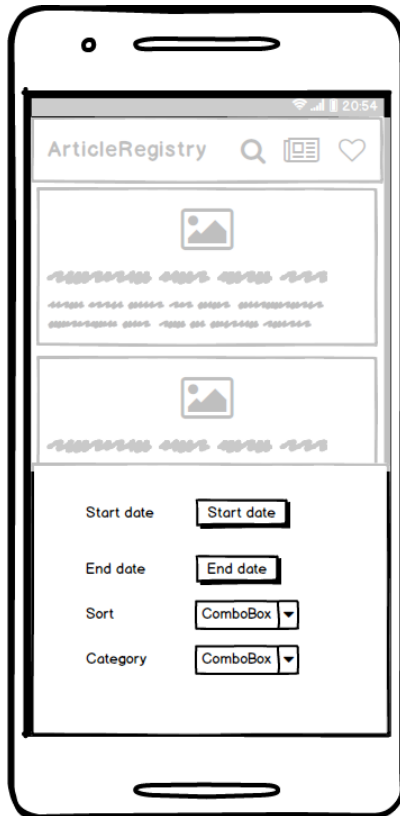 20:54
ArticleRegistry
Start date Start date
End date End date
Sort ComboBox
Category ComboBox